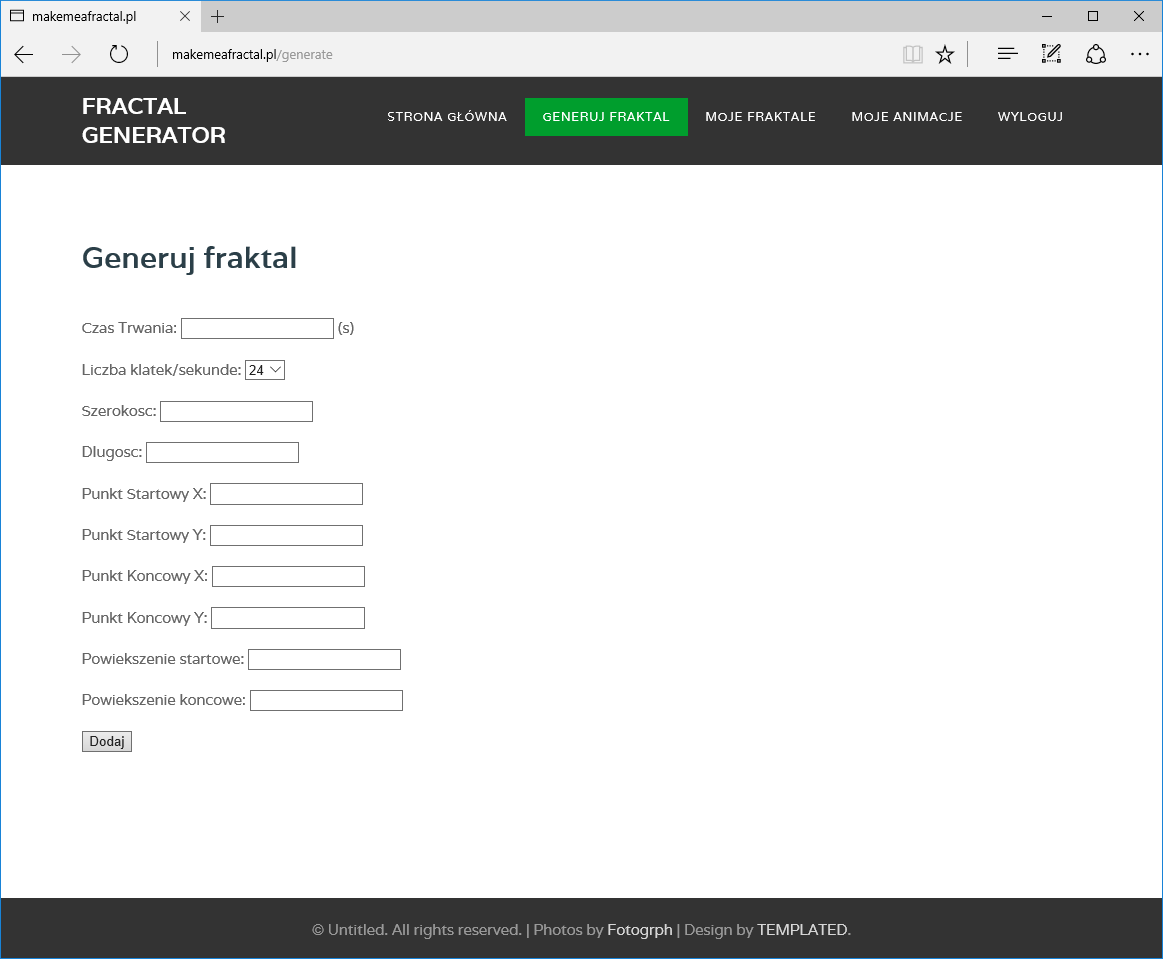 makemeafractal.pl
makemeafractal.pl/generate
FRACTAL
GENERATOR
STRONA GŁÓWNA GENERUJ FRAKTAL MOJE FRAKTALE MOJE ANIMACJE WYLOGUJ
Generuj fraktal
Czas Trwania: (s)
Liczba klatek/sekunde: 24
Szerokosc:
Dlugosc:
Punkt Startowy X:
Punkt Startowy Y:
Punkt Koncowy X:
Punkt Koncowy Y:
Powiekszenie startowe:
Powiekszenie koncowe:
Dodaj
© Untitled. All rights reserved. | Photos by Fotogrph | Design by TEMPLATED.